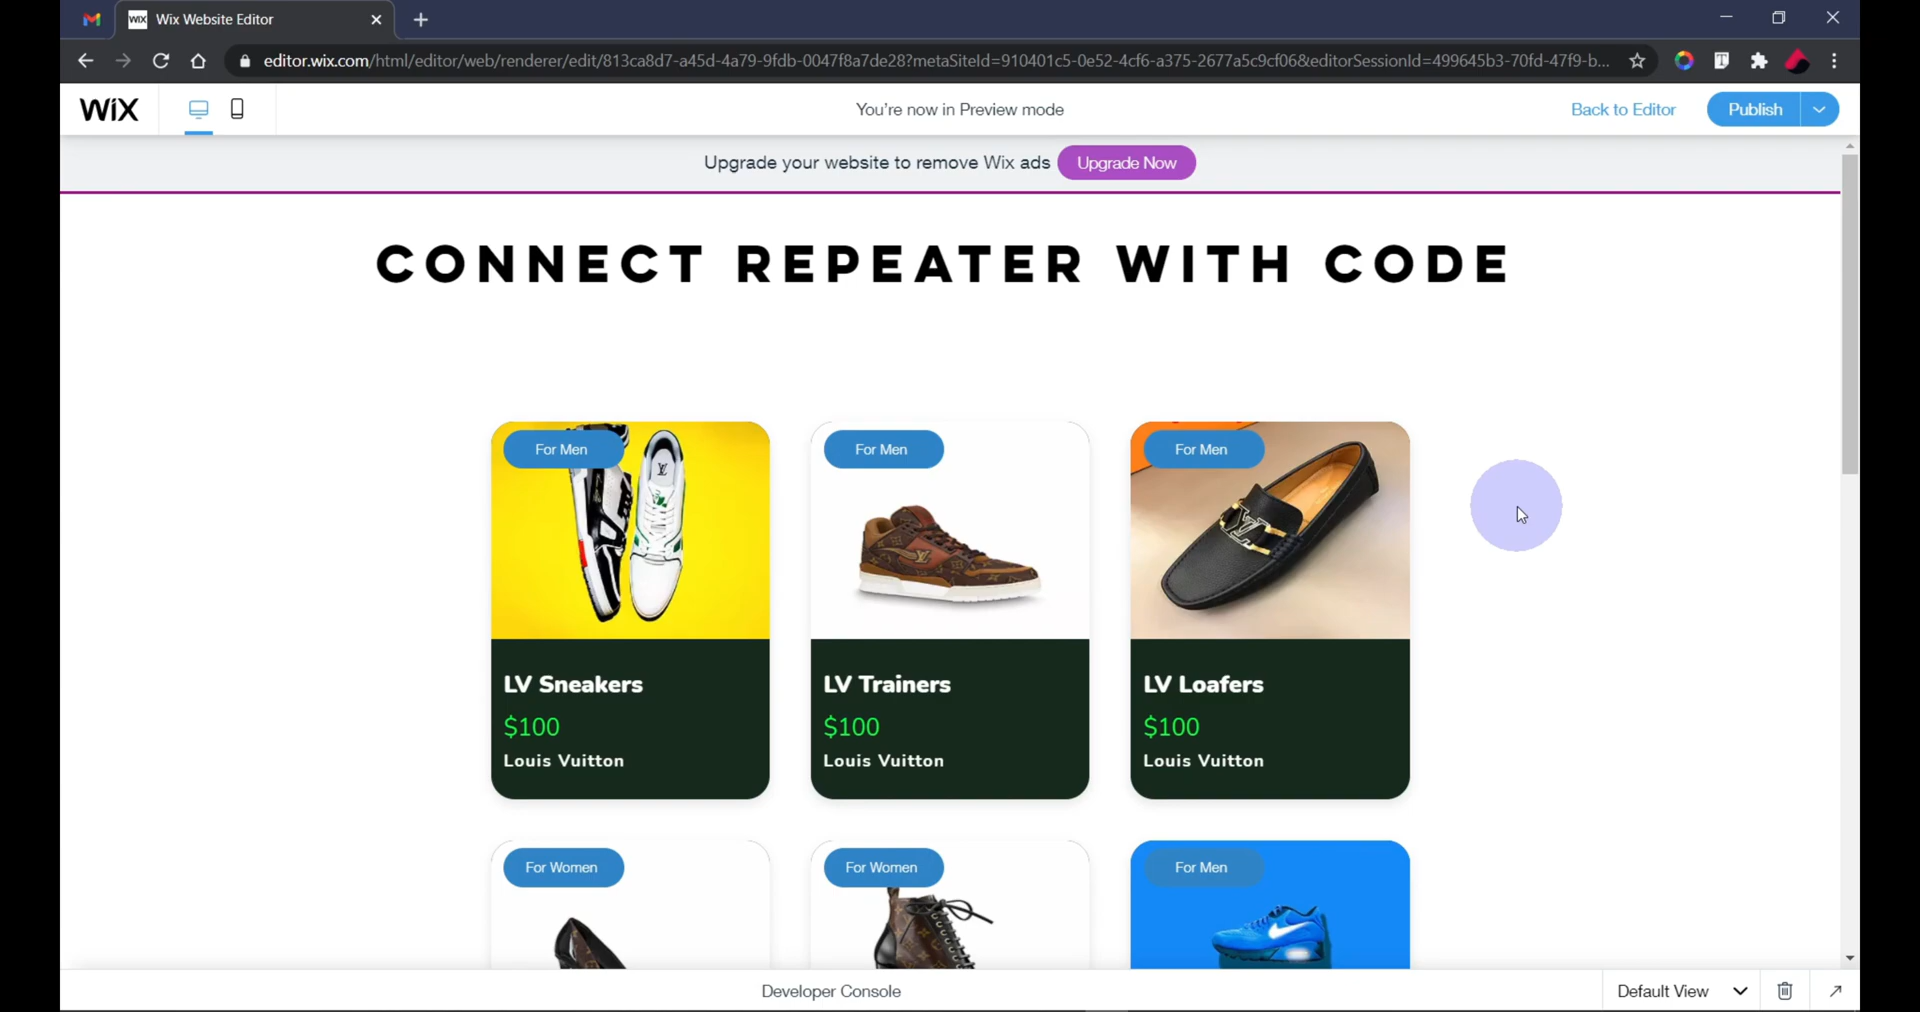 WiX Wix Website Editor
editor.wix.com/html/editor/web/renderer/edit/813ca8d7-a45d-4a79-9fdb-0047f8a7de28?metaSiteId=910401c5-0e52-4cf6-a375-2677a5c9cf06&editorSessionId=499645b3-70fd-47f9-b...
WiX You're now in Preview mode Back to Editor Publish
Upgrade your website to remove Wix ads Upgrade Now
CONNECT REPEATER WITH CODE
For Men For Men For Men
LV Sneakers LV Trainers LV Loafers
$100 $100 $100
Louis Vuitton Louis Vuitton Louis Vuitton
For Women For Women For Men
Developer Console Default View